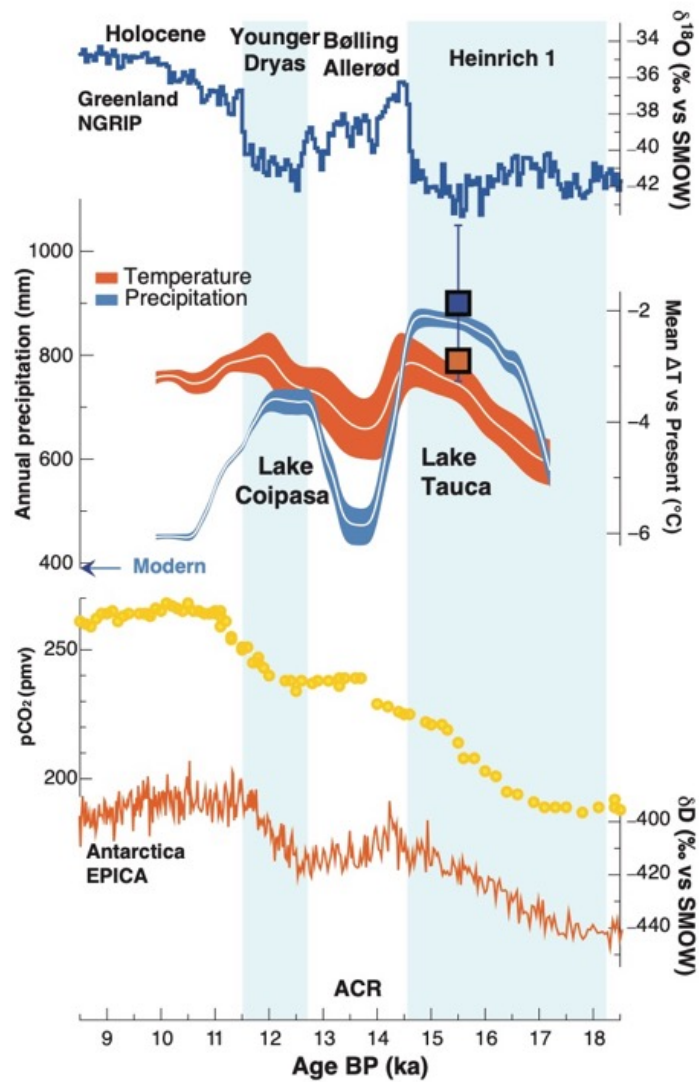 Holocene
Younger
Dryas
Bølling
Allerød
Heinrich 1
Greenland
NGRIP
−34
−36
−38
−40
−42
δ¹⁸O (‰ vs SMOW)
1000
800
600
400
Annual precipitation (mm)
Temperature
Precipitation
Lake
Coipasa
Lake
Tauca
Modern
−2
−4
−6
Mean ΔT vs Present (°C)
250
200
pCO₂ (pmv)
Antarctica
EPICA
−400
−420
−440
δD (‰ vs SMOW)
ACR
9 10 11 12 13 14 15 16 17 18
Age BP (ka)